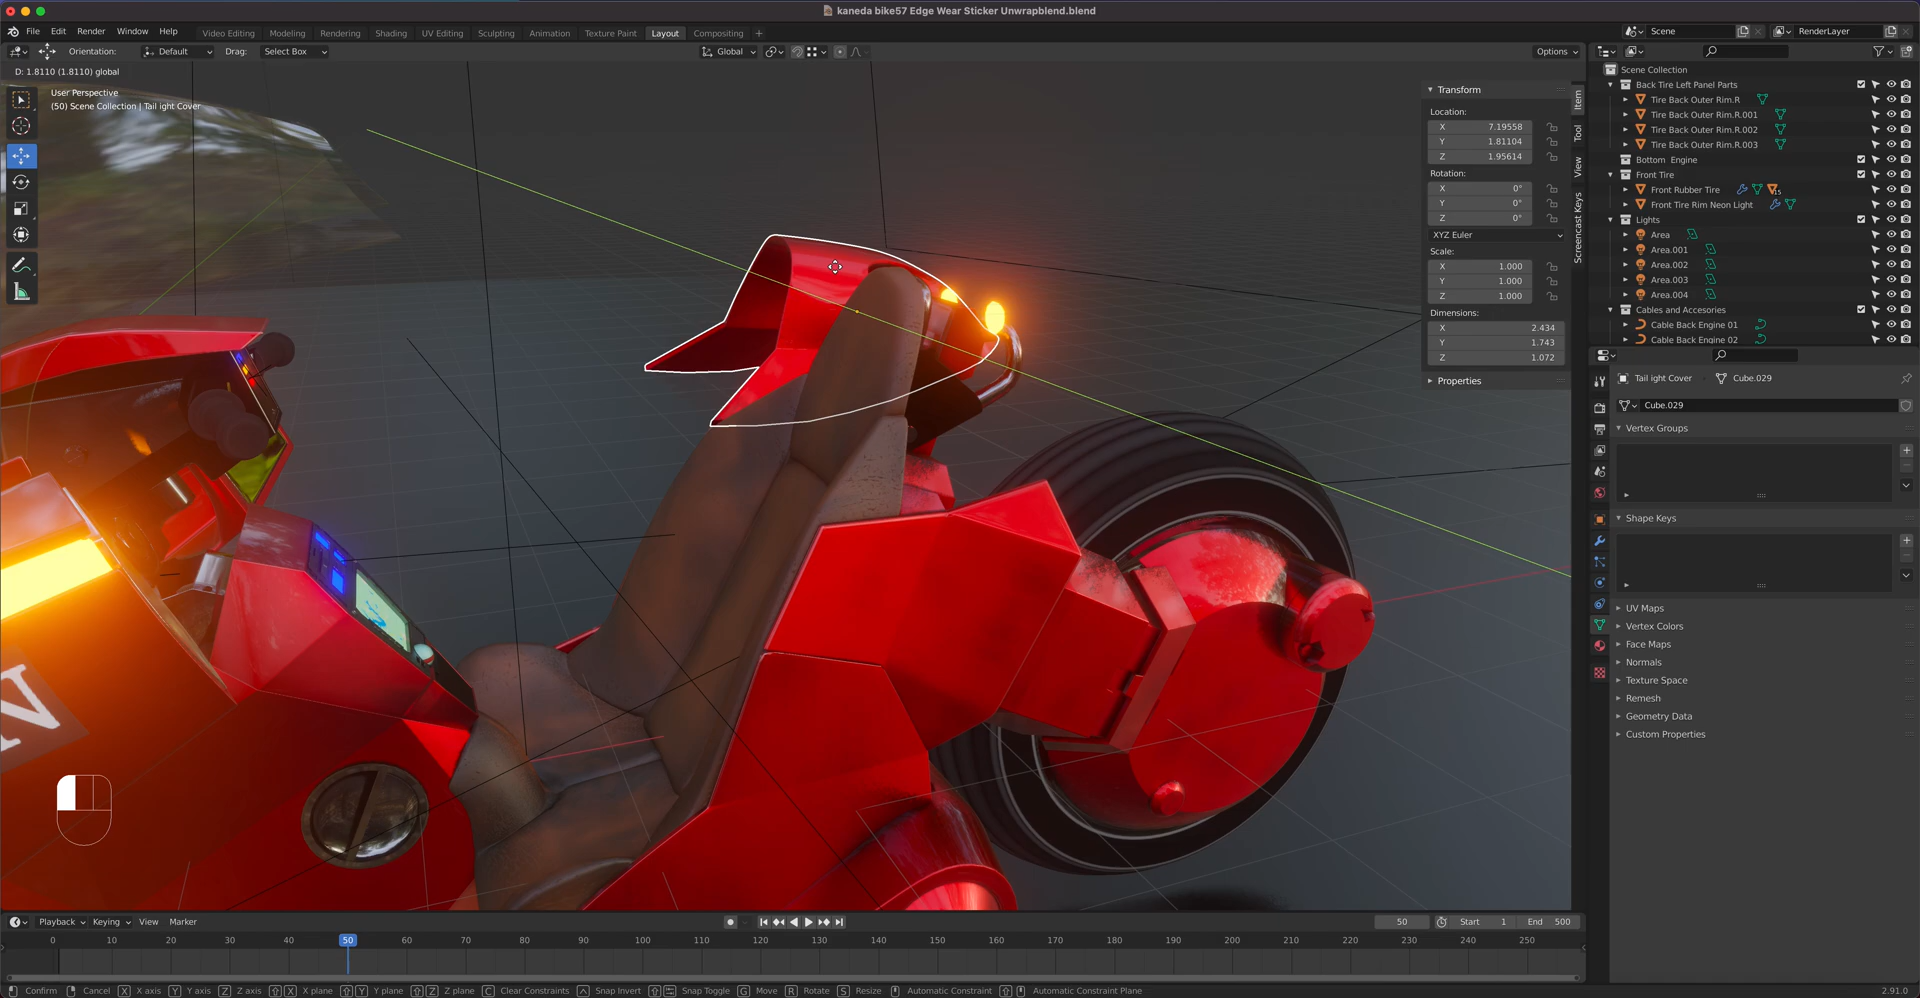 kaneda bike57 Edge Wear Sticker Unwrapblend.blend
File Edit Render Window Help Video Editing Modeling Rendering Shading UV Editing Sculpting Animation Texture Paint Layout Compositing + Scene RenderLayer
Orientation: Default Drag: Select Box Global Options
D: 1.8110 (1.8110) global
User Perspective
(50) Scene Collection | Tail ight Cover
Transform
Location:
X 7.19558
Y 1.81104
Z 1.95614
Rotation:
X 0°
Y 0°
Z 0°
XYZ Euler
Scale:
X 1.000
Y 1.000
Z 1.000
Dimensions:
X 2.434
Y 1.743
Z 1.072
Properties
Item
Tool
View
Screencast Keys
Scene Collection
Back Tire Left Panel Parts
Tire Back Outer Rim.R
Tire Back Outer Rim.R.001
Tire Back Outer Rim.R.002
Tire Back Outer Rim.R.003
Bottom Engine
Front Tire
Front Rubber Tire 15
Front Tire Rim Neon Light
Lights
Area
Area.001
Area.002
Area.003
Area.004
Cables and Accesories
Cable Back Engine 01
Cable Back Engine 02
Tail ight Cover Cube.029
Cube.029
Vertex Groups
Shape Keys
UV Maps
Vertex Colors
Face Maps
Normals
Texture Space
Remesh
Geometry Data
Custom Properties
N
Playback Keying View Marker 50 Start 1 End 500
0 10 20 30 40 50 60 70 80 90 100 110 120 130 140 150 160 170 180 190 200 210 220 230 240 250
Confirm Cancel X X axis Y Y axis Z Z axis X X plane Y Y plane Z Z plane C Clear Constraints Snap Invert Snap Toggle G Move R Rotate S Resize Automatic Constraint Automatic Constraint Plane 2.91.0